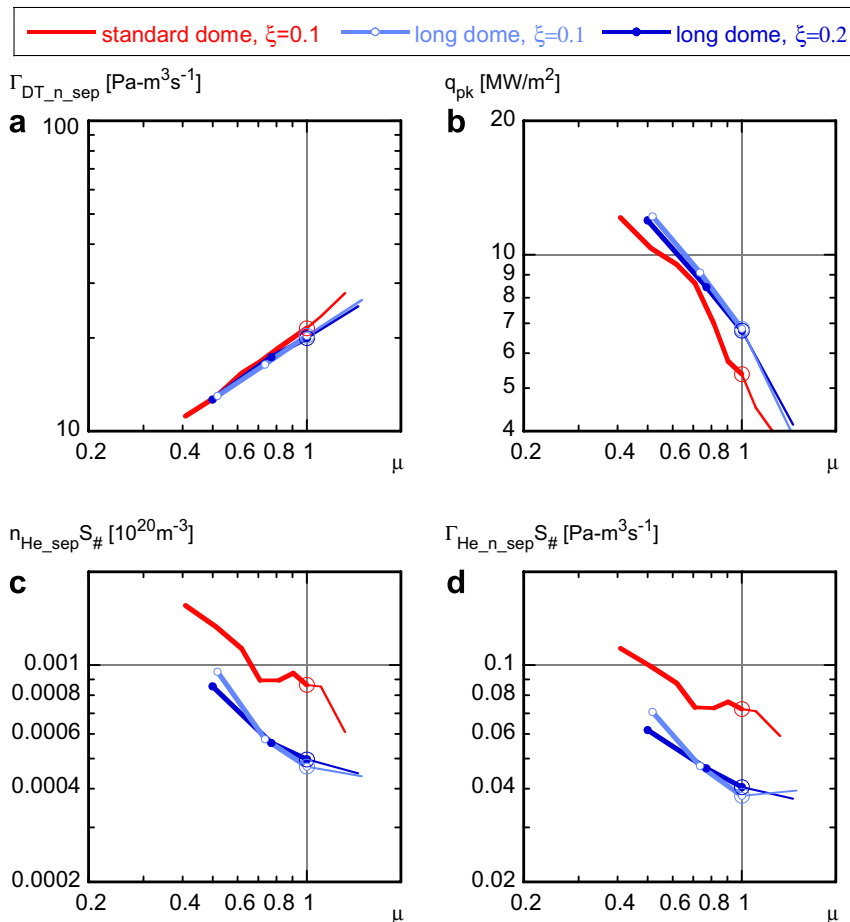 standard dome, ξ=0.1 long dome, ξ=0.1 long dome, ξ=0.2
Γ_DT_n_sep [Pa-m³s⁻¹]
a
100
10
0.2 0.4 0.6 0.8 1 μ
q_pk [MW/m²]
b
20
10
9
8
7
6
5
4
0.2 0.4 0.6 0.8 1 μ
n_He_sep S_# [10²⁰m⁻³]
c
0.001
0.0008
0.0006
0.0004
0.0002
0.2 0.4 0.6 0.8 1 μ
Γ_He_n_sep S_# [Pa-m³s⁻¹]
d
0.1
0.08
0.06
0.04
0.02
0.2 0.4 0.6 0.8 1 μ